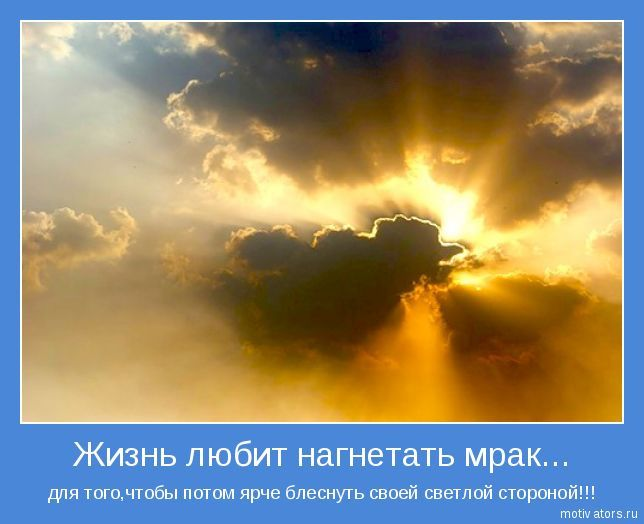 Жизнь любит нагнетать мрак...
для того,чтобы потом ярче блеснуть своей светлой стороной!!!
motivators.ru